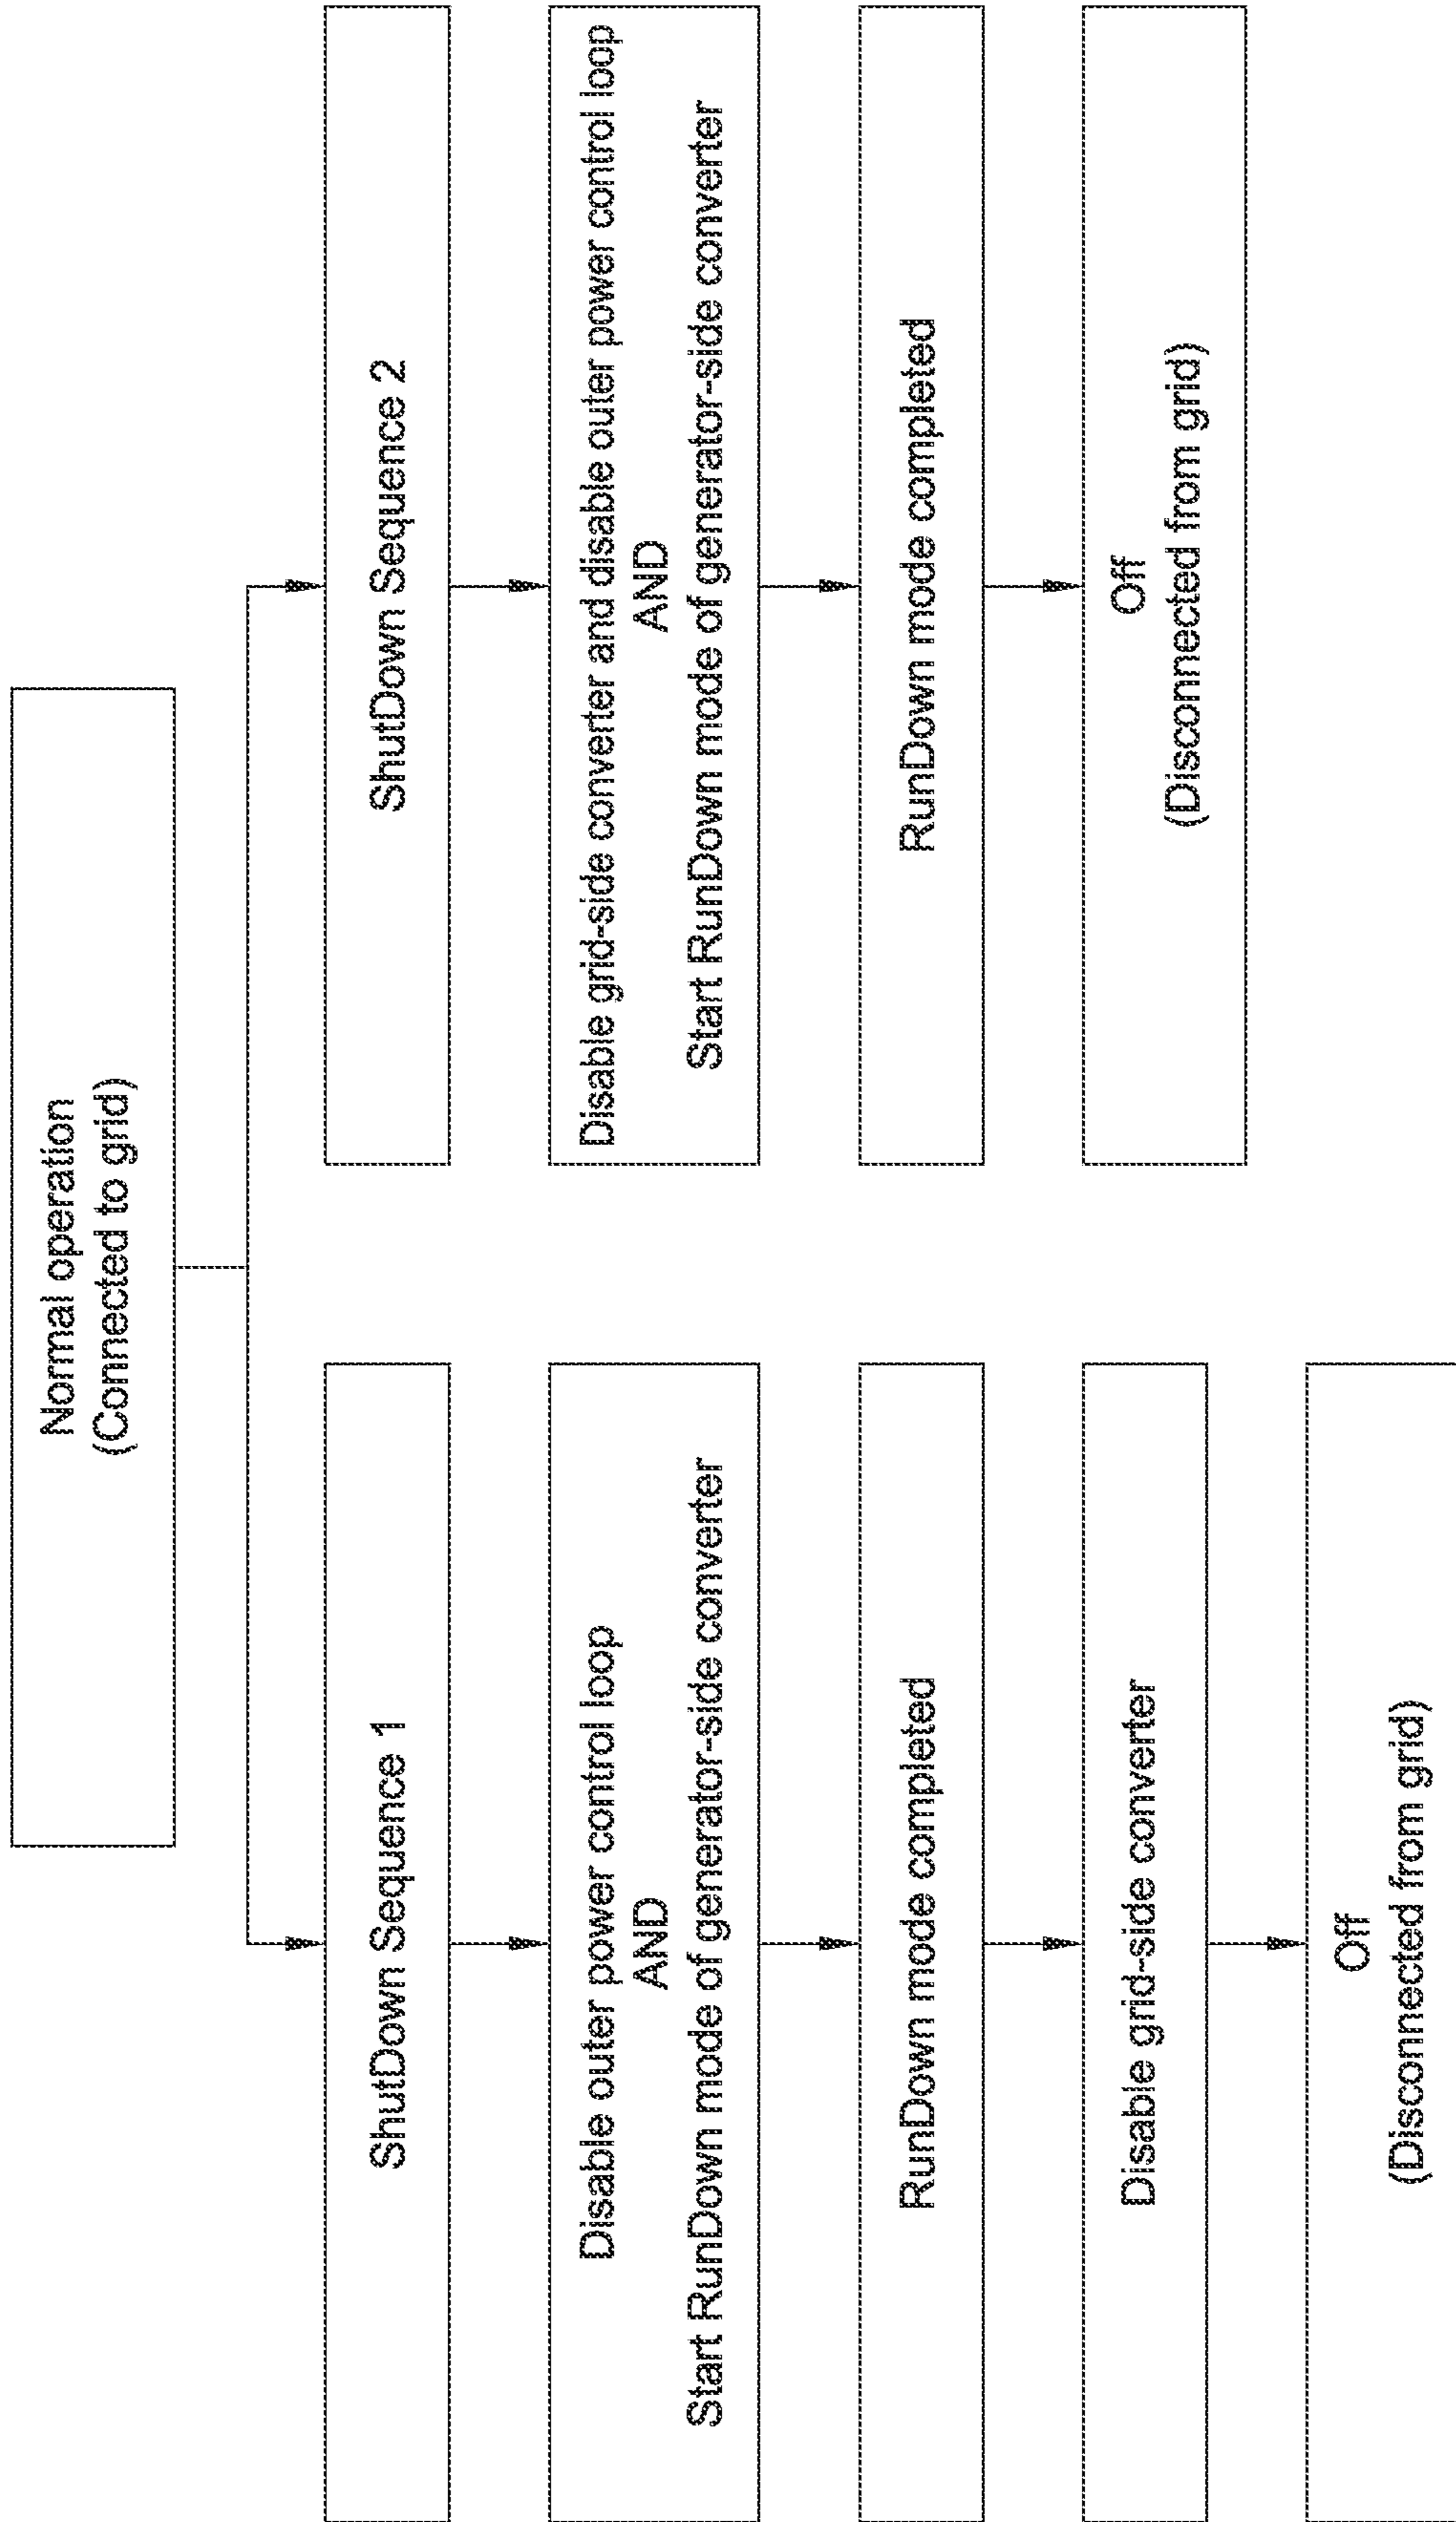 Normal operation
(Connected to grid)
ShutDown Sequence 1
Disable outer power control loop
AND
Start RunDown mode of generator-side converter
RunDown mode completed
Disable grid-side converter
Off
(Disconnected from grid)
ShutDown Sequence 2
Disable grid-side converter and disable outer power control loop
AND
Start RunDown mode of generator-side converter
RunDown mode completed
Off
(Disconnected from grid)